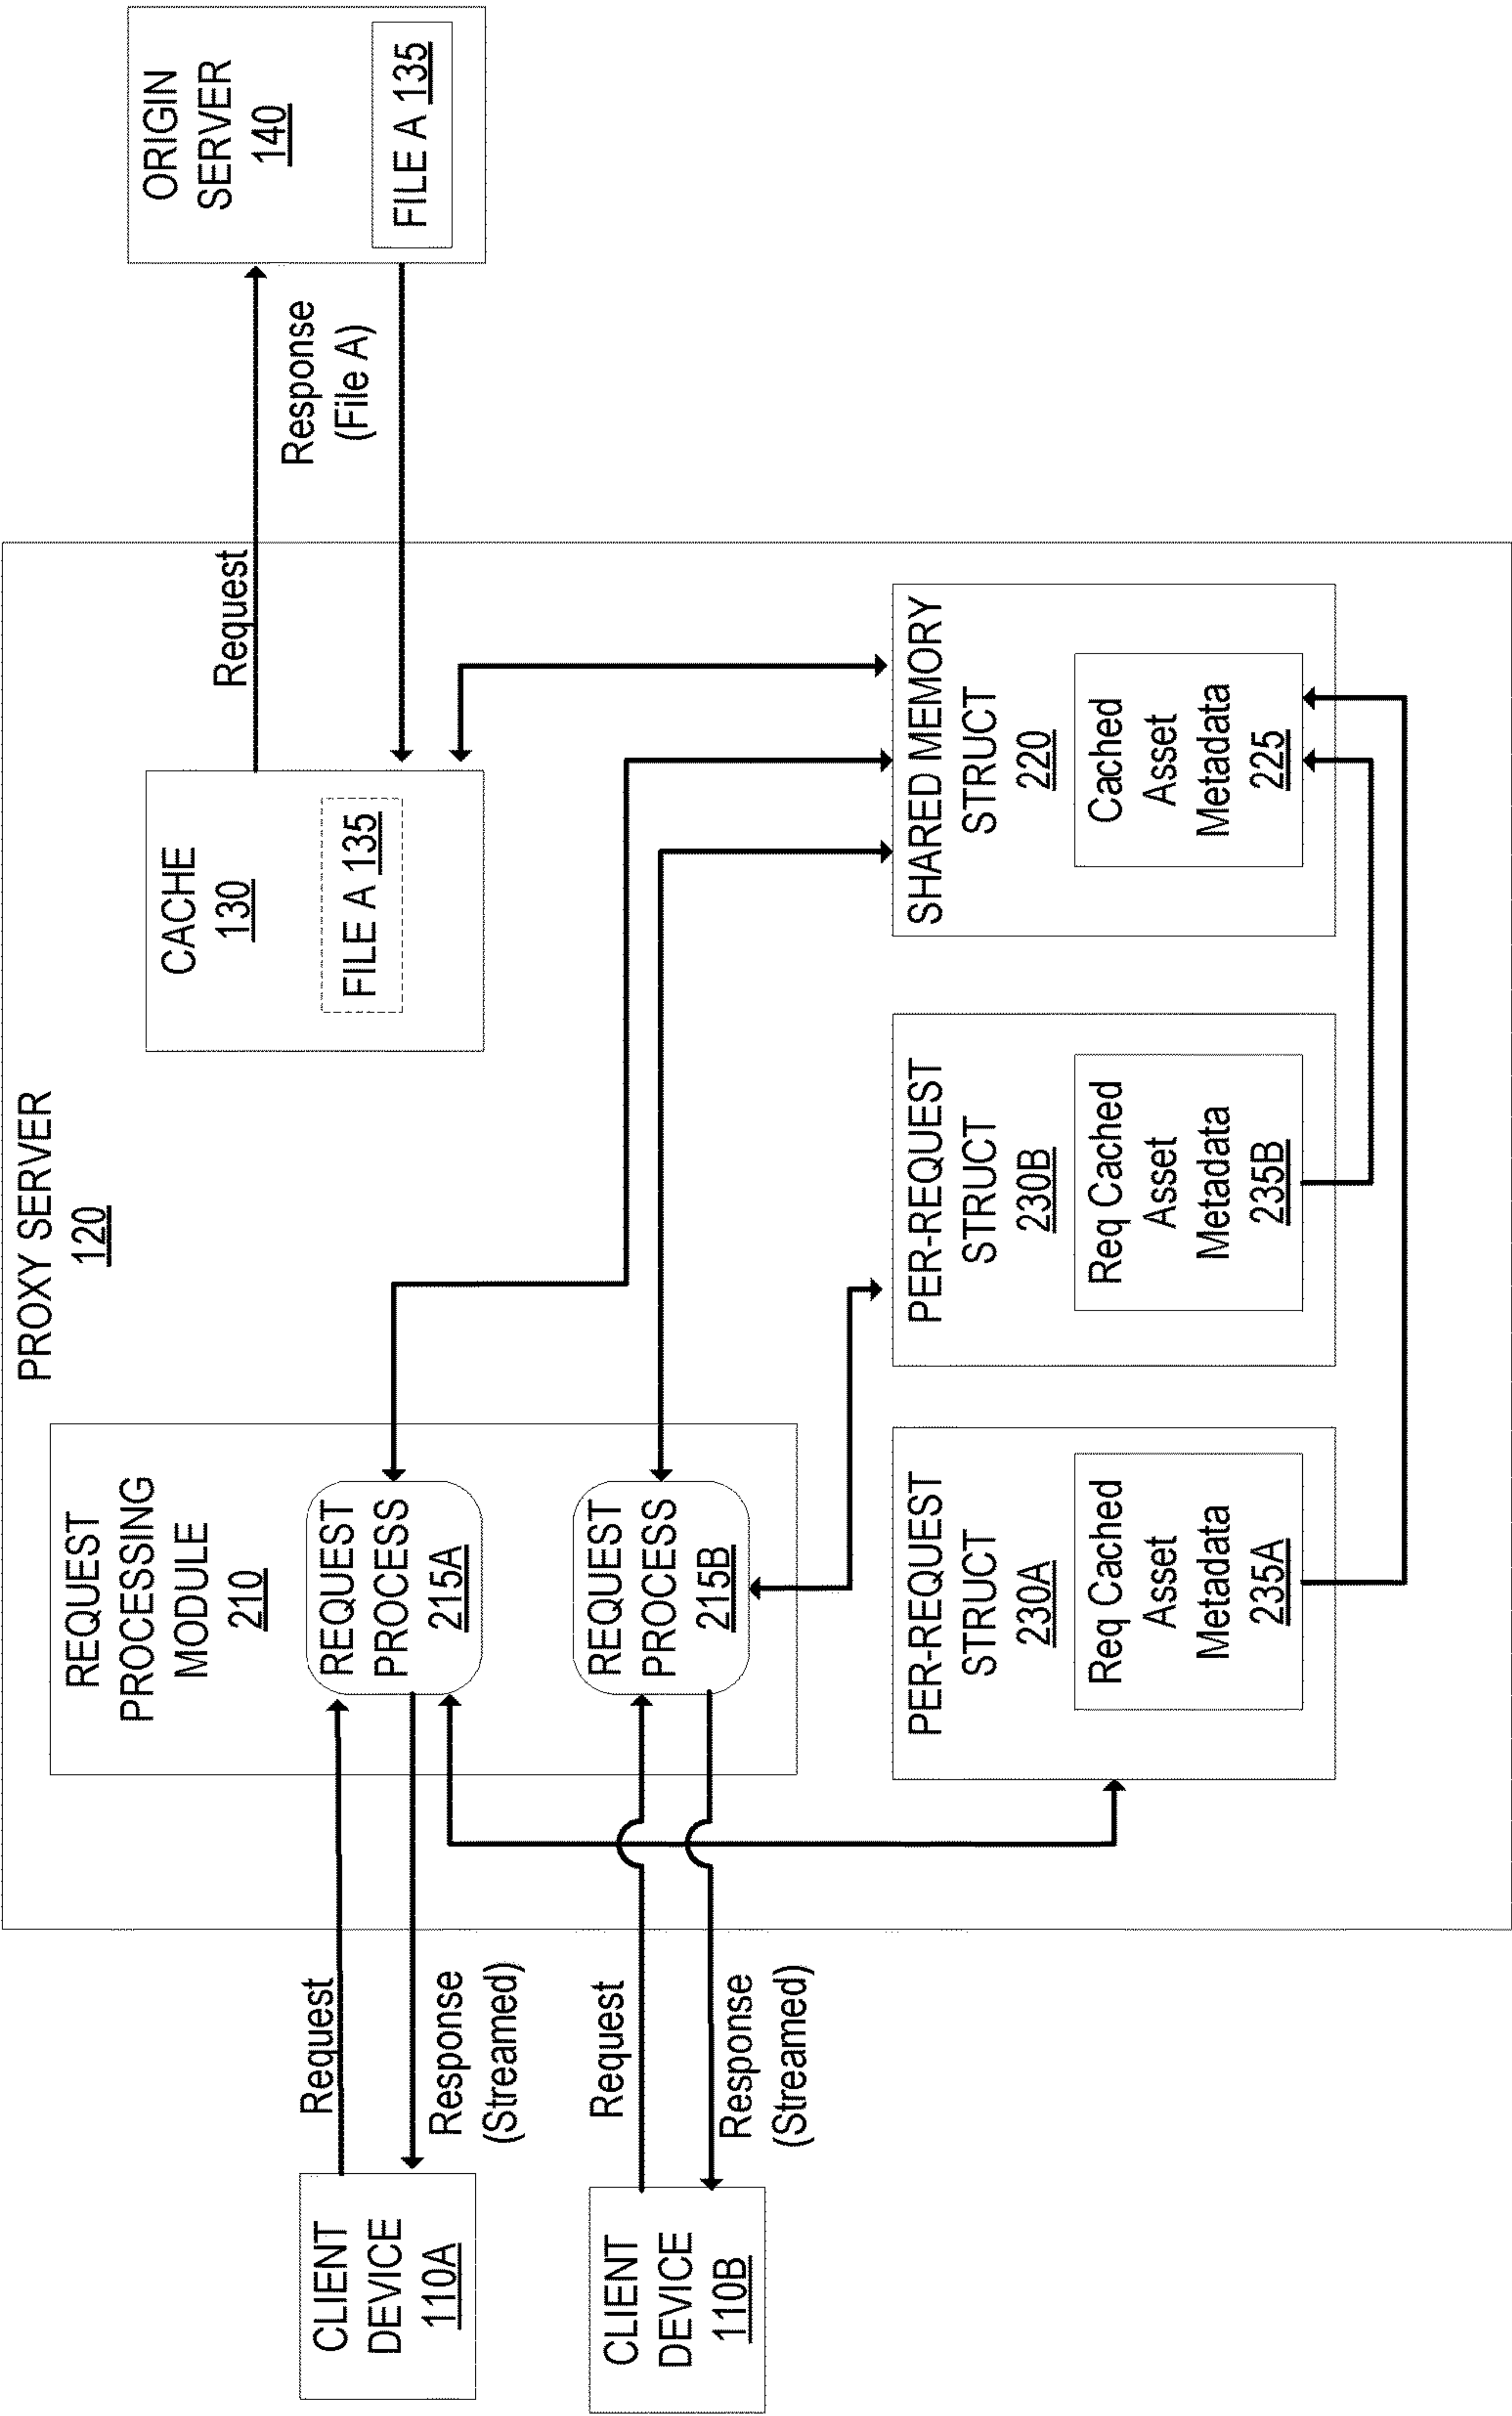 PROXY SERVER
120
REQUEST
PROCESSING
MODULE
210
REQUEST
PROCESS
215A
REQUEST
PROCESS
215B
CLIENT
DEVICE
110A
Request
Response
(Streamed)
CLIENT
DEVICE
110B
Request
Response
(Streamed)
CACHE
130
FILE A 135
Request
Response
(File A)
ORIGIN
SERVER
140
FILE A 135
PER-REQUEST
STRUCT
230A
Req Cached
Asset
Metadata
235A
PER-REQUEST
STRUCT
230B
Req Cached
Asset
Metadata
235B
SHARED MEMORY
STRUCT
220
Cached
Asset
Metadata
225